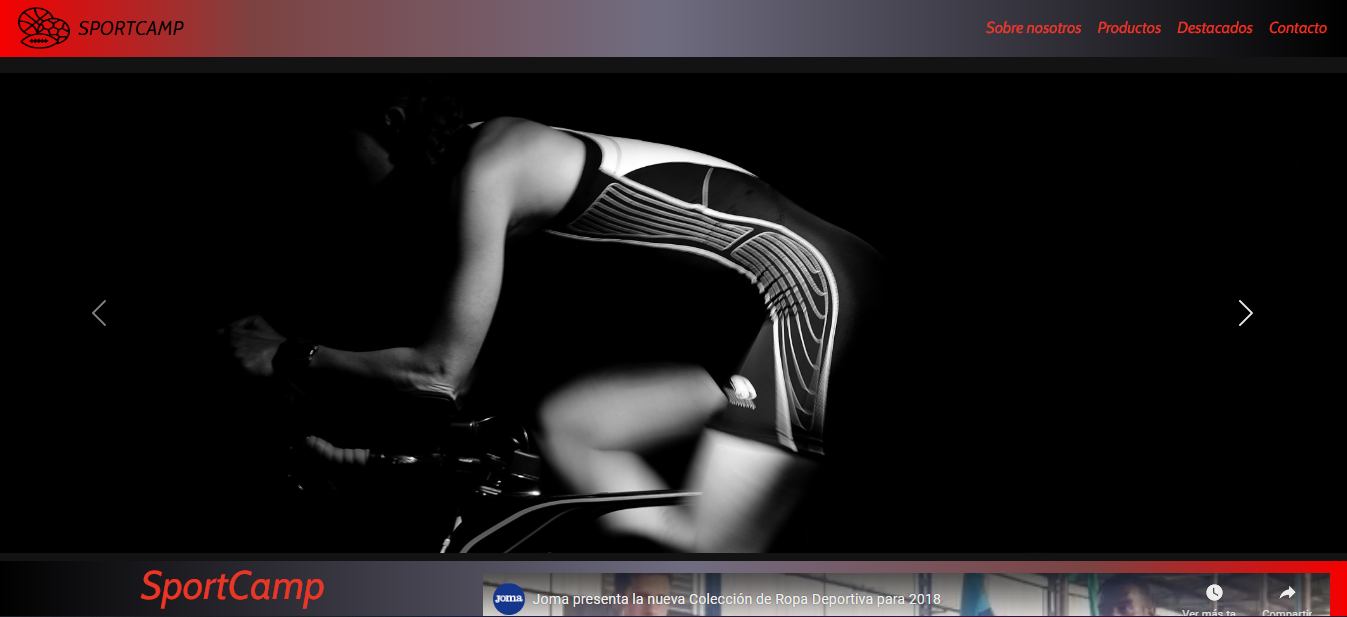 SPORTCAMP
Sobre nosotros Productos Destacados Contacto
SportCamp
joma
Joma presenta la nueva Colección de Ropa Deportiva para 2018
Ver más ta
Compartir